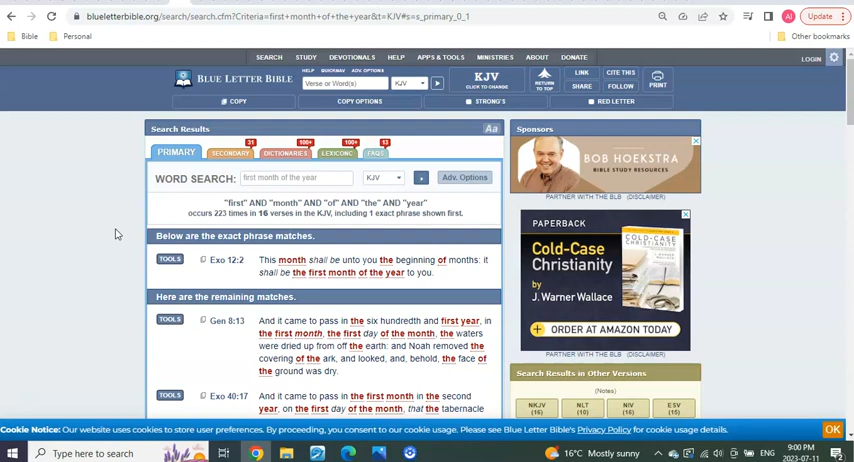 blueletterbible.org/search/search.cfm?Criteria=first+month+of+the+year&t=KJV#s=s_primary_0_1
AI
Update
Bible
Personal
Other bookmarks
SEARCH STUDY DEVOTIONALS HELP APPS & TOOLS MINISTRIES ABOUT DONATE
LOGIN
BLUE LETTER BIBLE
HELP QUICKNAV ADV. OPTIONS
Verse or Word(s)
KJV
KJV
CLICK TO CHANGE
RETURN TO TOP
LINK
CITE THIS
SHARE
FOLLOW
PRINT
COPY
COPY OPTIONS
STRONG'S
RED LETTER
Search Results
Aa
PRIMARY
SECONDARY 31
DICTIONARIES 100+
LEXICONC 100+
FAQS 13
WORD SEARCH: first month of the year KJV Adv. Options
"first" AND "month" AND "of" AND "the" AND "year"
occurs 223 times in 16 verses in the KJV, including 1 exact phrase shown first.
Below are the exact phrase matches.
TOOLS Exo 12:2 This month shall be unto you the beginning of months: it
shall be the first month of the year to you.
Here are the remaining matches.
TOOLS Gen 8:13 And it came to pass in the six hundredth and first year, in
the first month, the first day of the month, the waters
were dried up from off the earth: and Noah removed the
covering of the ark, and looked, and, behold, the face of
the ground was dry.
TOOLS Exo 40:17 And it came to pass in the first month in the second
year, on the first day of the month, that the tabernacle
Sponsors
BOB HOEKSTRA
BIBLE STUDY RESOURCES
PARTNER WITH THE BLB (DISCLAIMER)
PAPERBACK
Cold-Case
Christianity
by
J. Warner Wallace
ORDER AT AMAZON TODAY
PARTNER WITH THE BLB (DISCLAIMER)
Search Results in Other Versions
(Notes)
NKJV
(16)
NLT
(10)
NIV
(16)
ESV
(15)
Cookie Notice: Our website uses cookies to store user preferences. By proceeding, you consent to our cookie usage. Please see Blue Letter Bible's Privacy Policy for cookie usage details.
OK
Type here to search
16°C Mostly sunny
ENG
9:00 PM
2023-07-11